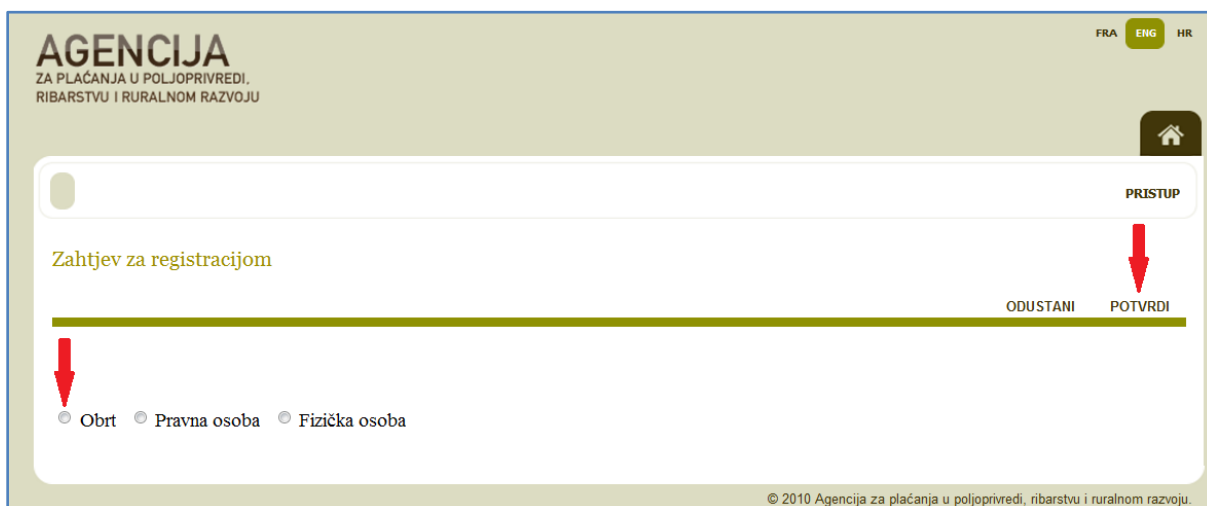 FRA ENG HR
AGENCIJA
ZA PLAĆANJA U POLJOPRIVREDI,
RIBARSTVU I RURALNOM RAZVOJU
PRISTUP
Zahtjev za registracijom
ODUSTANI POTVRDI
Obrt Pravna osoba Fizička osoba
© 2010 Agencija za plaćanja u poljoprivredi, ribarstvu i ruralnom razvoju.